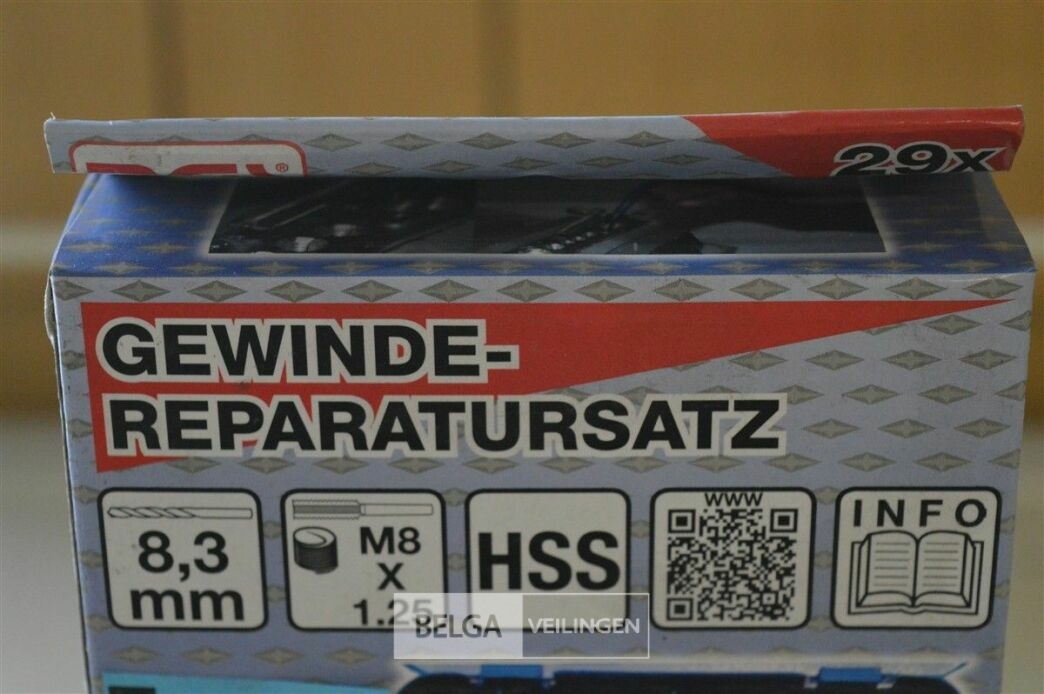 29x
GEWINDE-
REPARATURSATZ
8,3
mm
M8
X
1.25
HSS
WWW
INFO
BELGA VEILINGEN